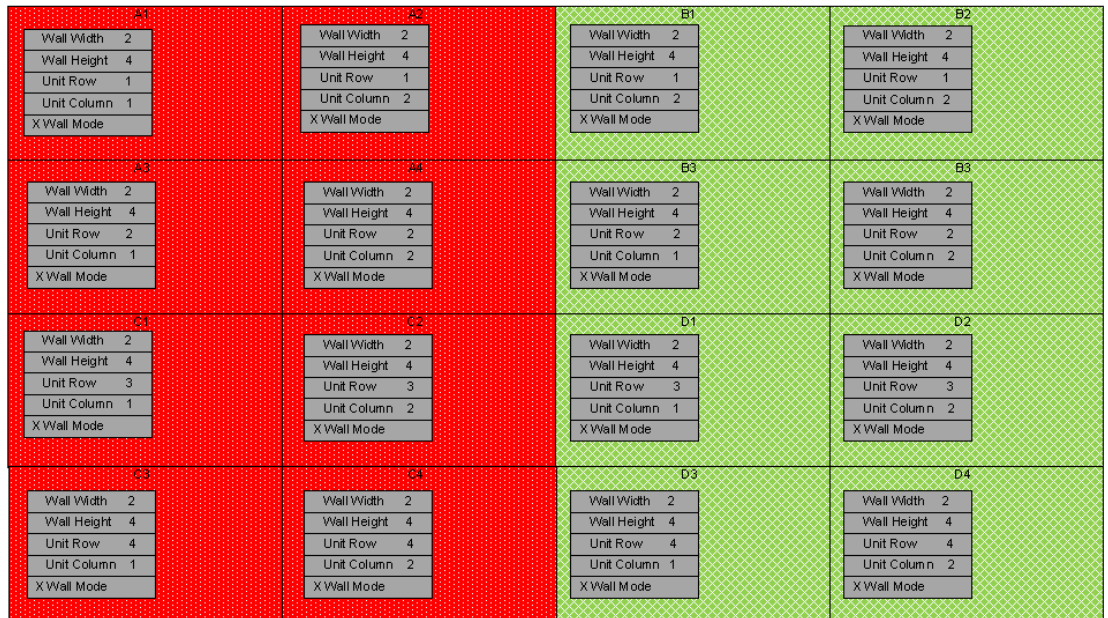 A1 A2 B1 B2
Wall Width 2 Wall Width 2 Wall Width 2 Wall Width 2
Wall Height 4 Wall Height 4 Wall Height 4 Wall Height 4
Unit Row 1 Unit Row 1 Unit Row 1 Unit Row 1
Unit Column 1 Unit Column 2 Unit Column 2 Unit Column 2
X Wall Mode X Wall Mode X Wall Mode X Wall Mode
A3 A4 B3 B3
Wall Width 2 Wall Width 2 Wall Width 2 Wall Width 2
Wall Height 4 Wall Height 4 Wall Height 4 Wall Height 4
Unit Row 2 Unit Row 2 Unit Row 2 Unit Row 2
Unit Column 1 Unit Column 2 Unit Column 1 Unit Column 2
X Wall Mode X Wall Mode X Wall Mode X Wall Mode
C1 C2 D1 D2
Wall Width 2 Wall Width 2 Wall Width 2 Wall Width 2
Wall Height 4 Wall Height 4 Wall Height 4 Wall Height 4
Unit Row 3 Unit Row 3 Unit Row 3 Unit Row 3
Unit Column 1 Unit Column 2 Unit Column 1 Unit Column 2
X Wall Mode X Wall Mode X Wall Mode X Wall Mode
C3 C4 D3 D4
Wall Width 2 Wall Width 2 Wall Width 2 Wall Width 2
Wall Height 4 Wall Height 4 Wall Height 4 Wall Height 4
Unit Row 4 Unit Row 4 Unit Row 4 Unit Row 4
Unit Column 1 Unit Column 2 Unit Column 1 Unit Column 2
X Wall Mode X Wall Mode X Wall Mode X Wall Mode